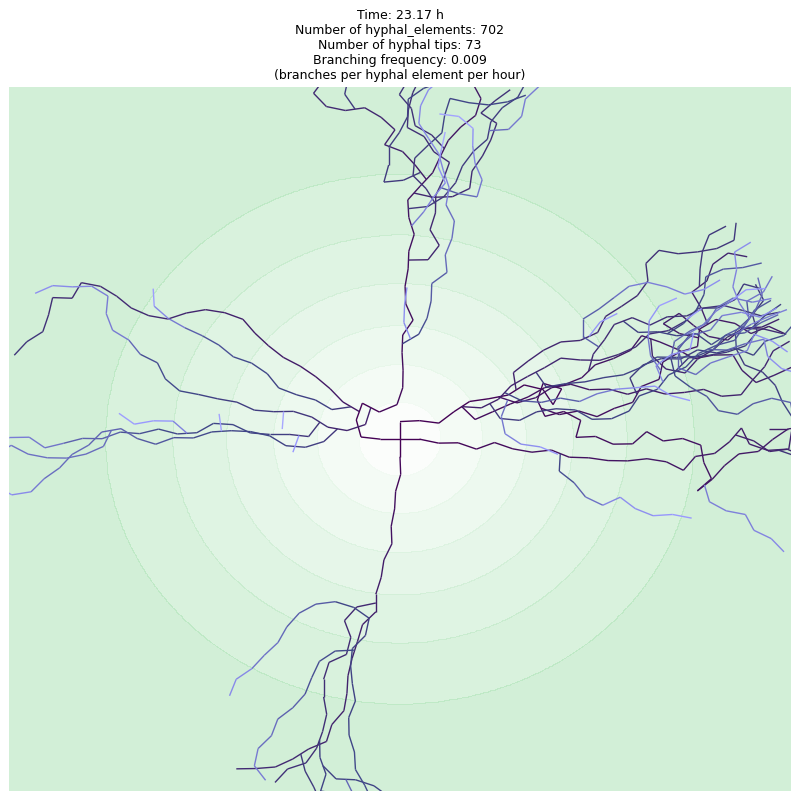 Time: 23.17 h
Number of hyphal_elements: 702
Number of hyphal tips: 73
Branching frequency: 0.009
(branches per hyphal element per hour)